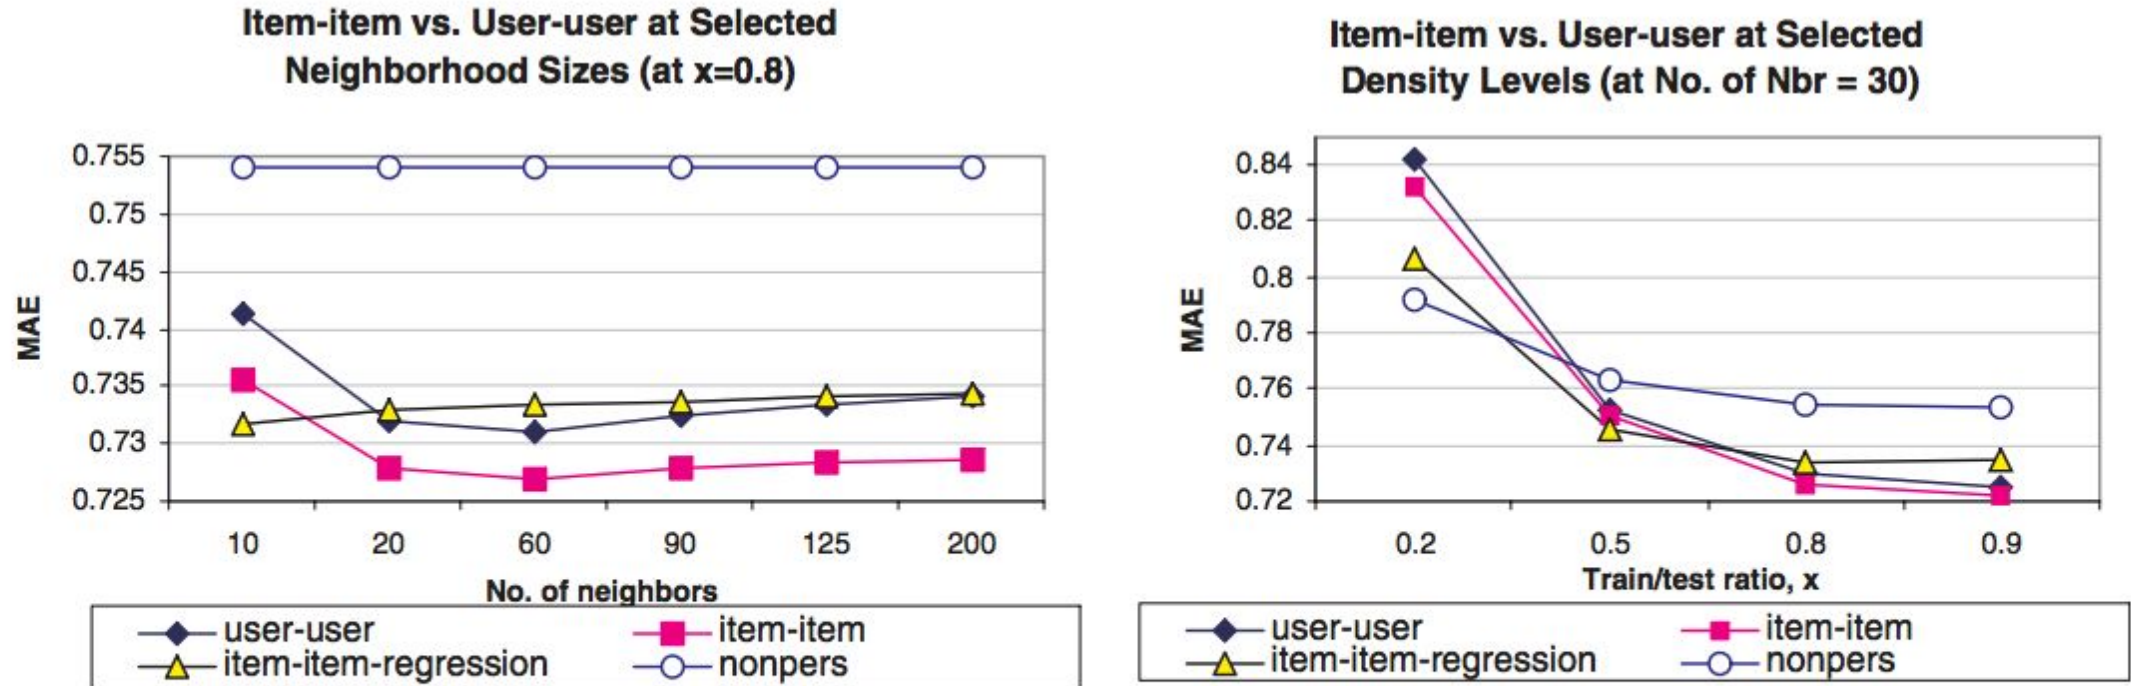 Item-item vs. User-user at Selected
Neighborhood Sizes (at x=0.8)
0.755
0.75
0.745
0.74
0.735
0.73
0.725
MAE
10 20 60 90 125 200
No. of neighbors
user-user item-item
item-item-regression nonpers
Item-item vs. User-user at Selected
Density Levels (at No. of Nbr = 30)
0.84
0.82
0.8
0.78
0.76
0.74
0.72
MAE
0.2 0.5 0.8 0.9
Train/test ratio, x
user-user item-item
item-item-regression nonpers